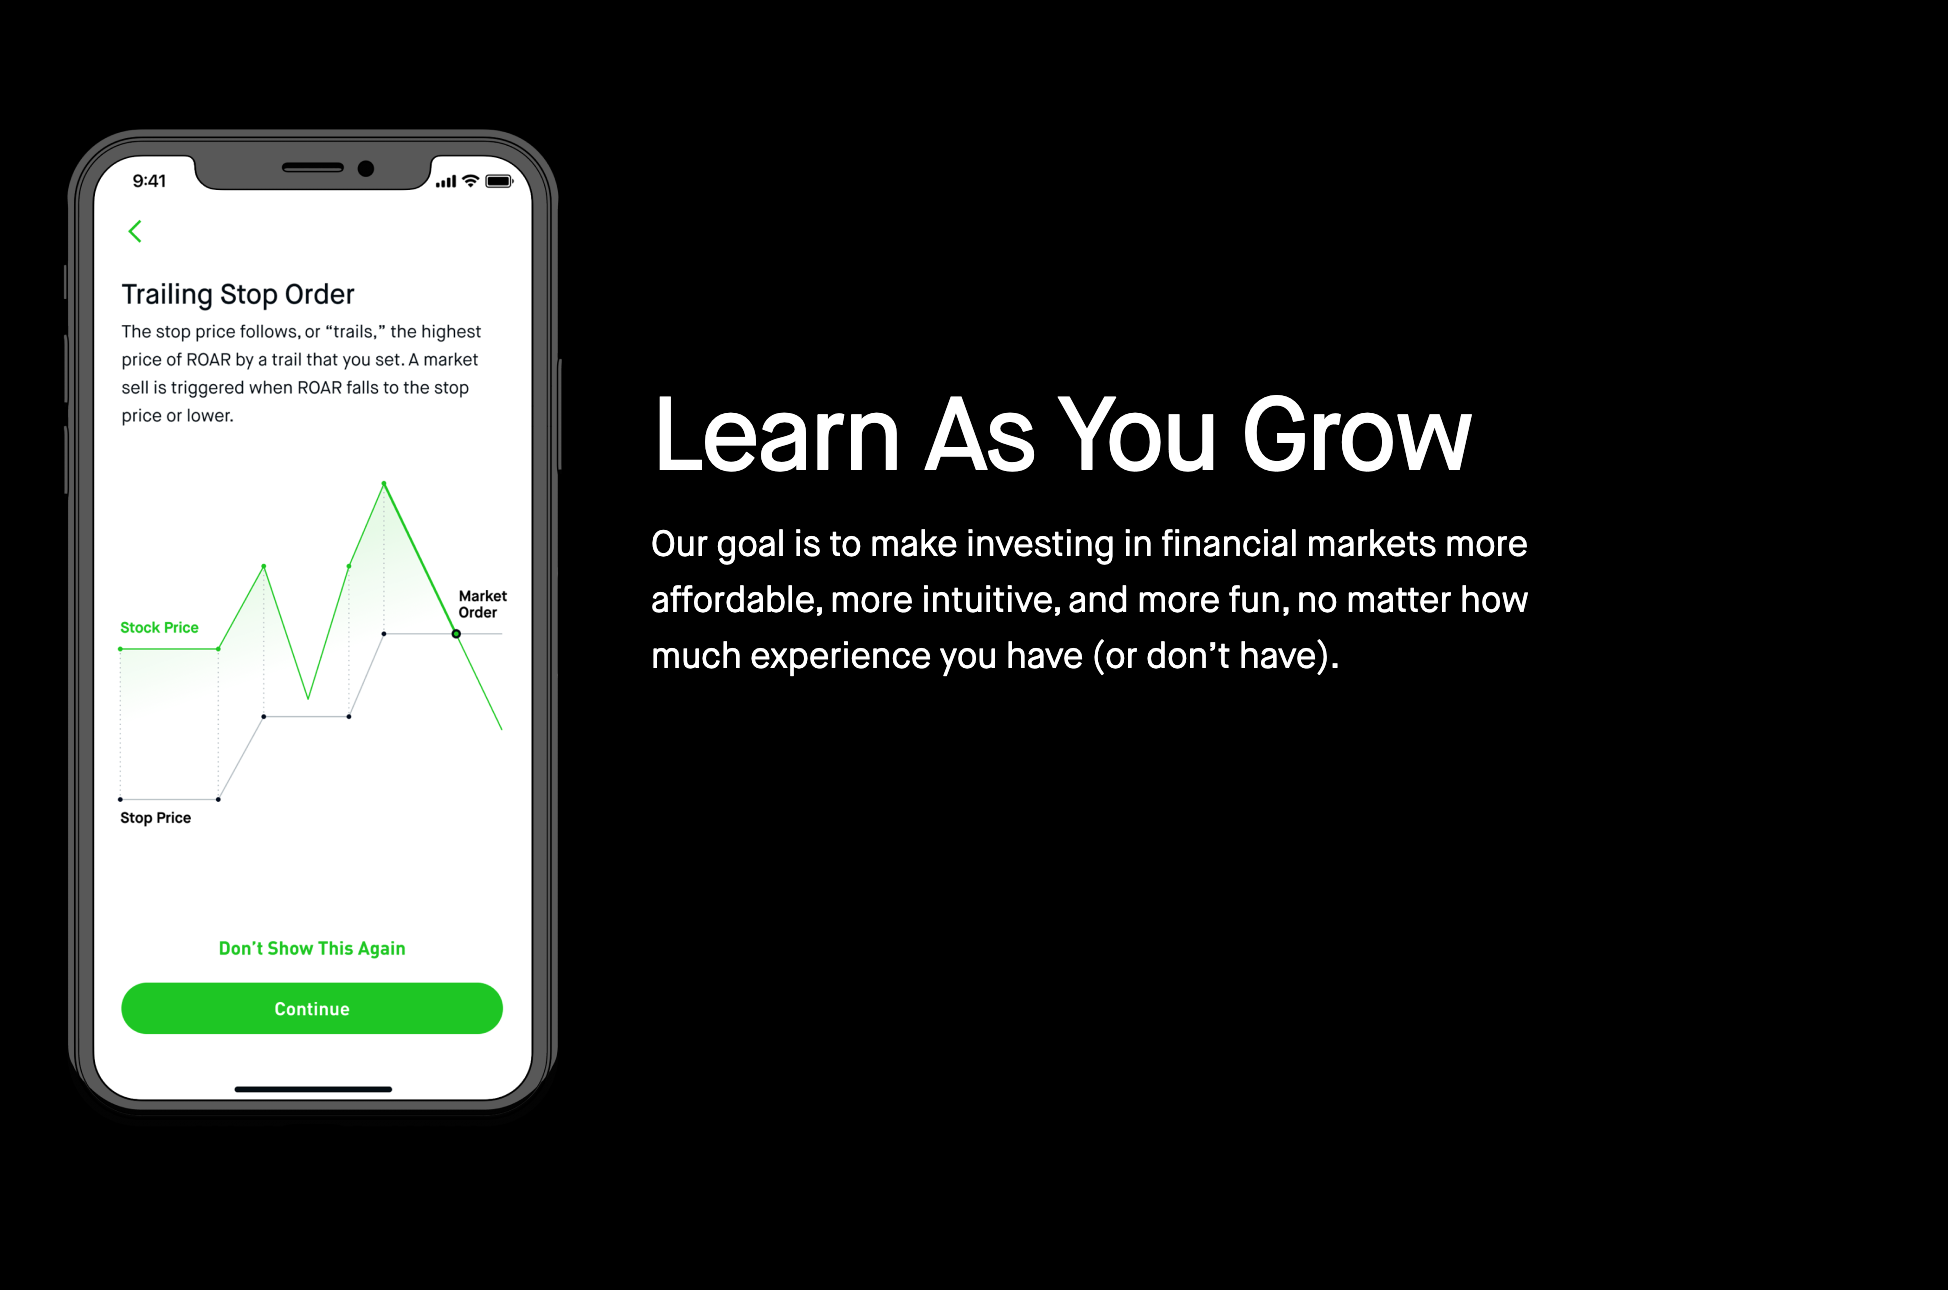 9:41
Trailing Stop Order
The stop price follows, or “trails,” the highest
price of ROAR by a trail that you set. A market
sell is triggered when ROAR falls to the stop
price or lower.
Market
Order
Stock Price
Stop Price
Don’t Show This Again
Continue
Learn As You Grow
Our goal is to make investing in financial markets more
affordable, more intuitive, and more fun, no matter how
much experience you have (or don’t have).